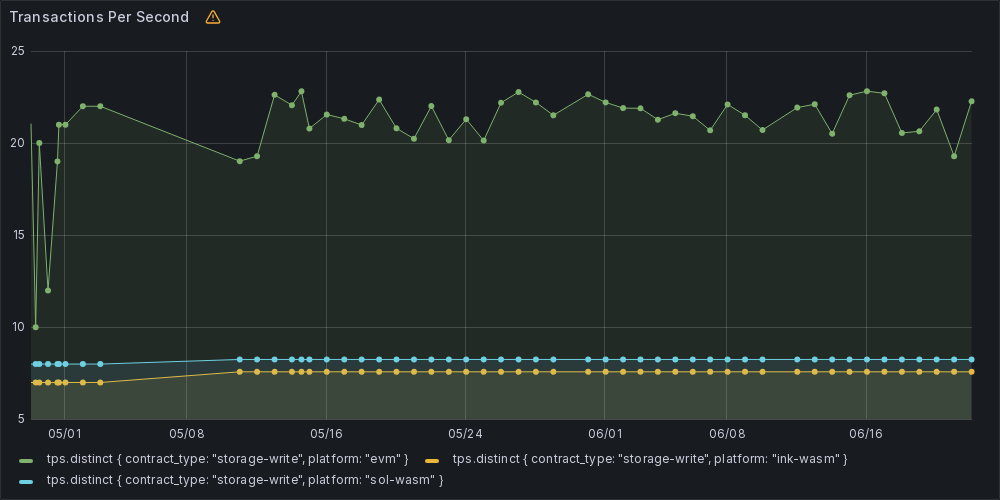 Transactions Per Second
25
20
15
10
5
05/01 05/08 05/16 05/24 06/01 06/08 06/16
tps.distinct { contract_type: "storage-write", platform: "evm" } tps.distinct { contract_type: "storage-write", platform: "ink-wasm" }
tps.distinct { contract_type: "storage-write", platform: "sol-wasm" }